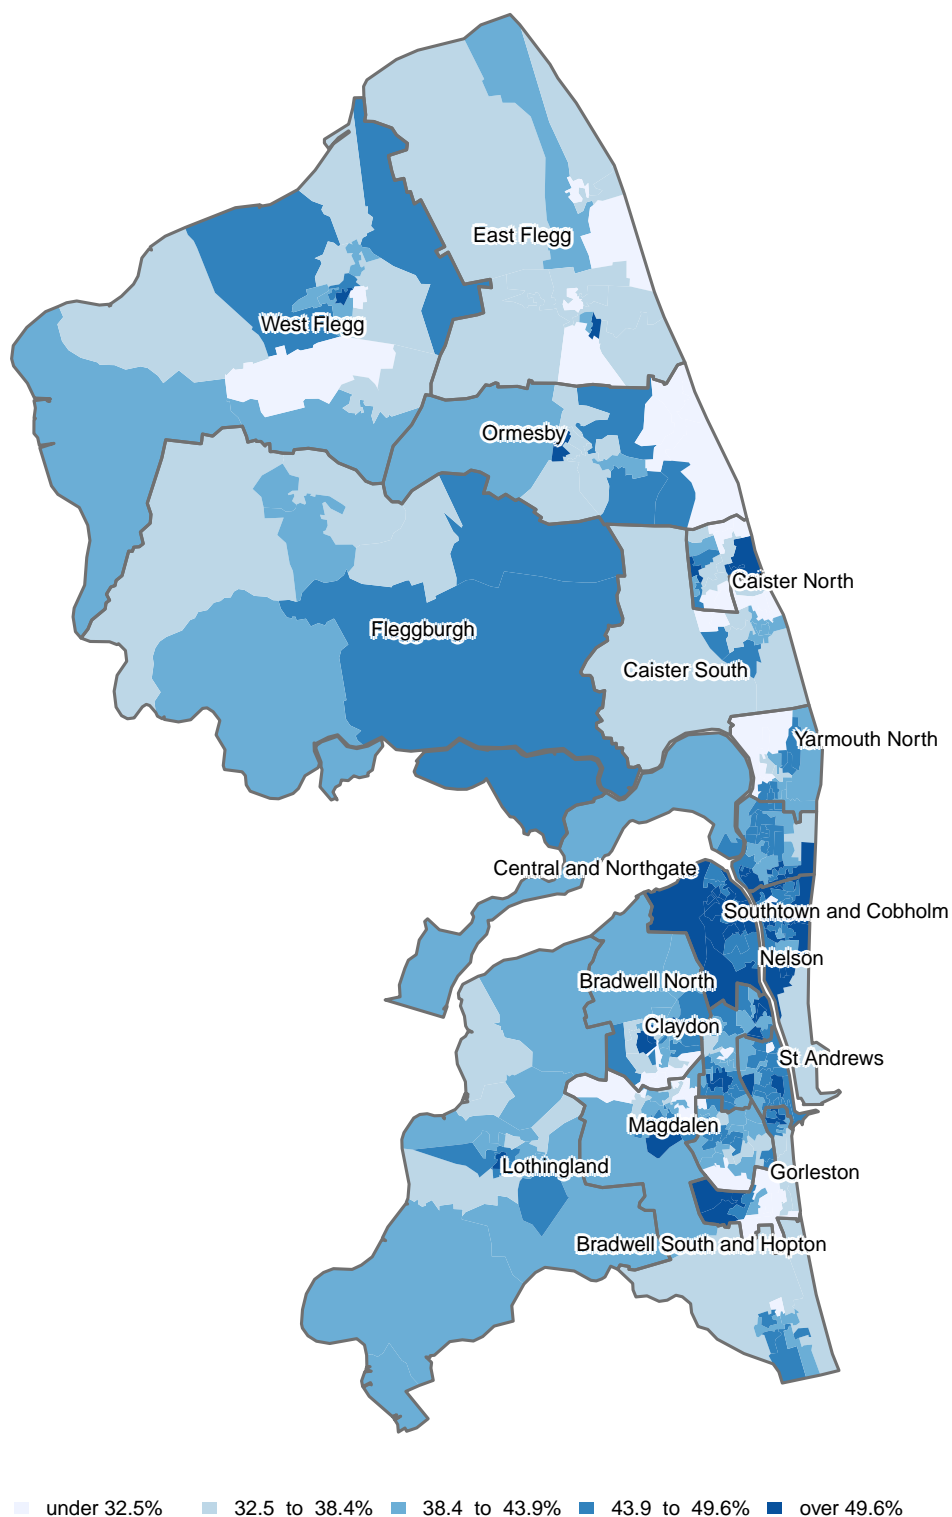 East Flegg
West Flegg
Ormesby
Caister North
Fleggburgh
Caister South
Yarmouth North
Central and Northgate
Southtown and Cobholm
Nelson
Bradwell North
Claydon
St Andrews
Magdalen
Lothingland
Gorleston
Bradwell South and Hopton
under 32.5% 32.5 to 38.4% 38.4 to 43.9% 43.9 to 49.6% over 49.6%